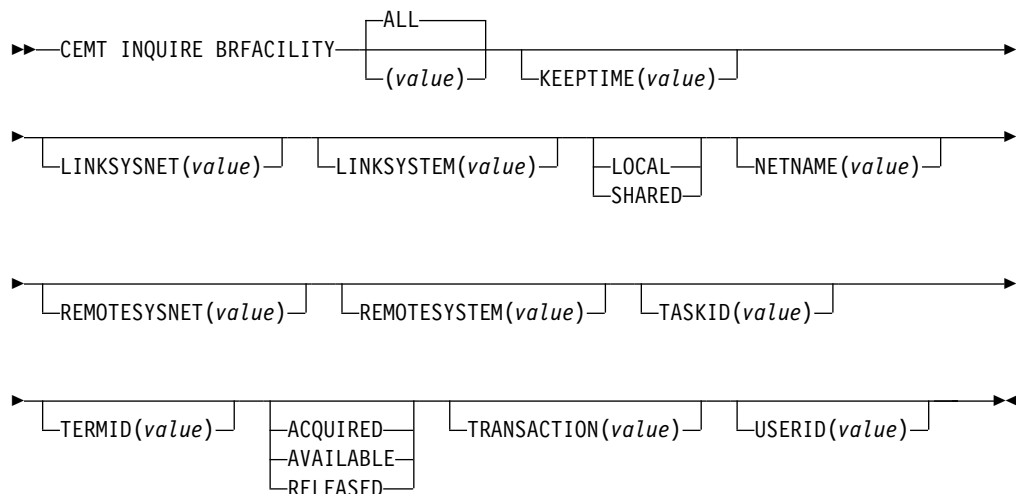 ALL
CEMT INQUIRE BRFACILITY
(value) KEEPTIME(value)
LINKSYSNET(value) LINKSYSTEM(value) LOCAL NETNAME(value)
SHARED
REMOTESYSNET(value) REMOTESYSTEM(value) TASKID(value)
TERMID(value) ACQUIRED TRANSACTION(value) USERID(value)
AVAILABLE
RELEASED